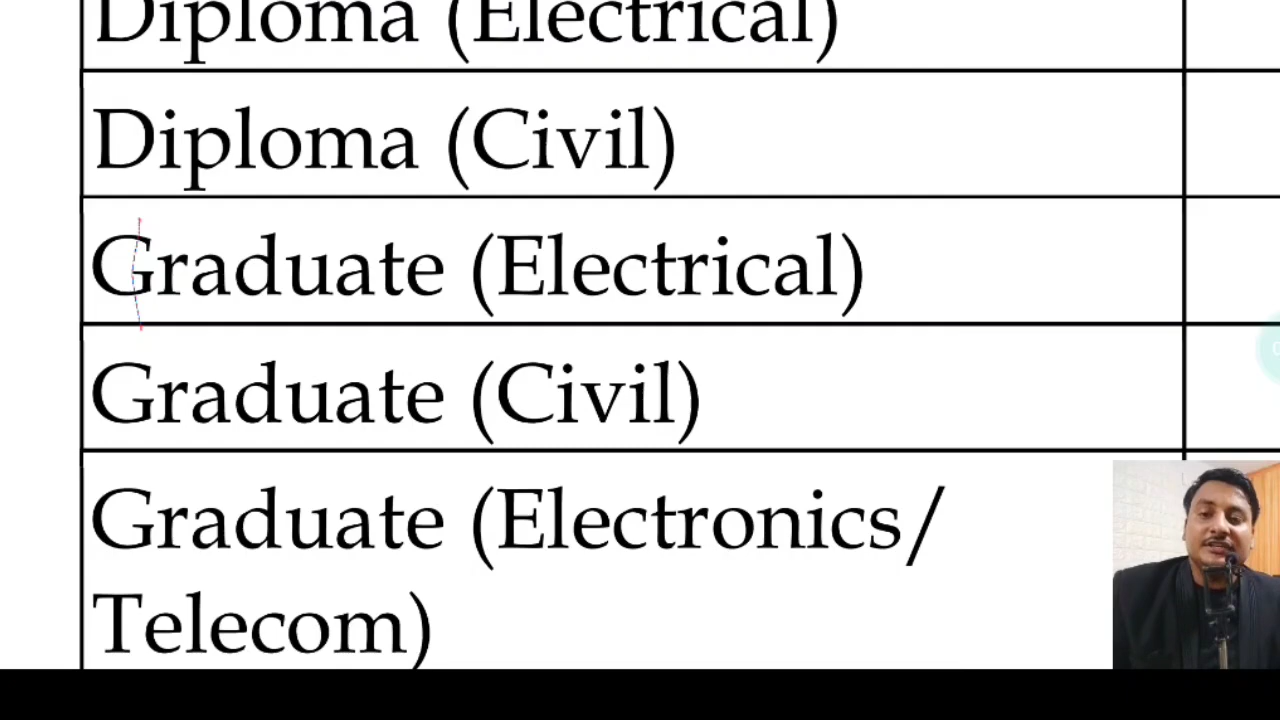 Diploma (Electrical)
Diploma (Civil)
Graduate (Electrical)
Graduate (Civil)
Graduate (Electronics/
Telecom)